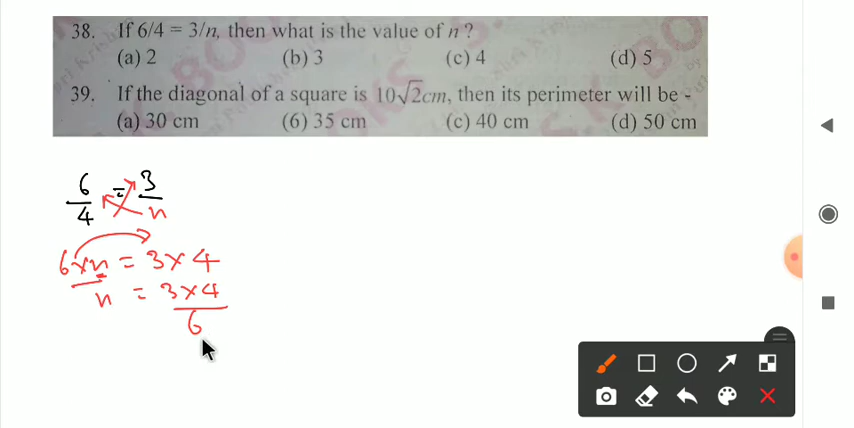 38. If 6/4 = 3/n, then what is the value of n ?
(a) 2 (b) 3 (c) 4 (d) 5
39. If the diagonal of a square is 10√2cm, then its perimeter will be -
(a) 30 cm (6) 35 cm (c) 40 cm (d) 50 cm
6/4 = 3/n
6×n = 3×4
n = 3×4/6